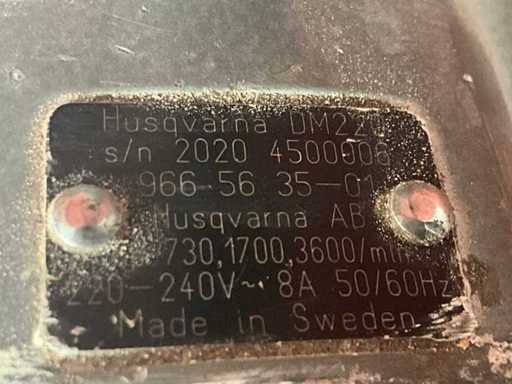 Husqvarna DM220
s/n 2020 4500006
966-56 35-01
Husqvarna AB
730,1700,3600/min
220-240V~ 8A 50/60Hz
Made in Sweden